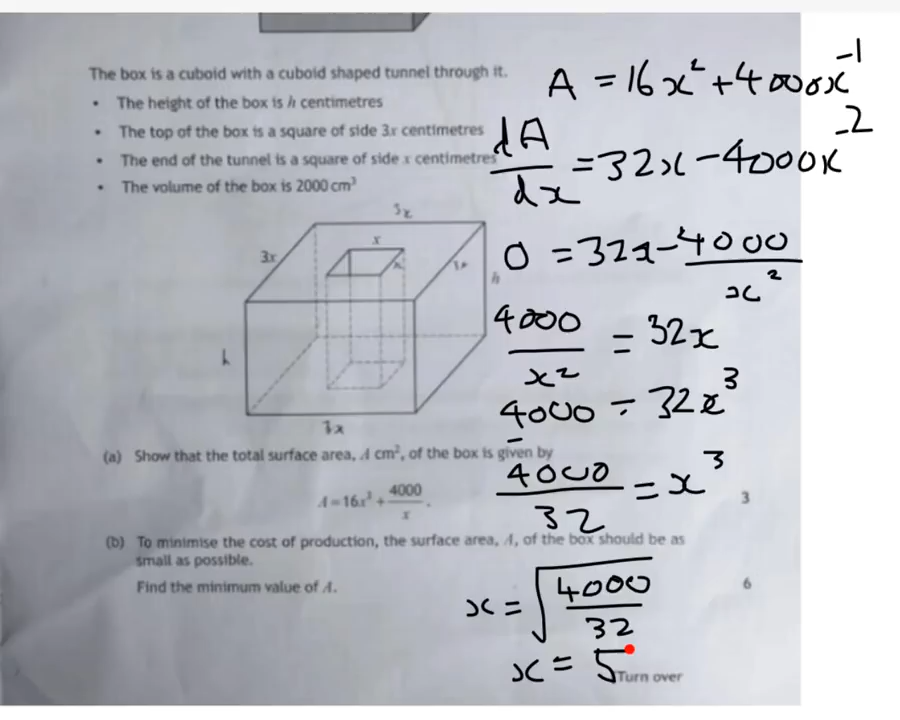 The box is a cuboid with a cuboid shaped tunnel through it.
• The height of the box is h centimetres
• The top of the box is a square of side 3x centimetres
• The end of the tunnel is a square of side x centimetres
• The volume of the box is 2000 cm³
3x
x
3x
h
h
3x
(a) Show that the total surface area, A cm², of the box is given by
A = 16x² + 4000/x .
3
(b) To minimise the cost of production, the surface area, A, of the box should be as
small as possible.
Find the minimum value of A.
6
Turn over
A = 16x² + 4000x⁻¹
dA/dx = 32x - 4000x⁻²
0 = 32x - 4000/x²
4000/x² = 32x
4000 = 32x³
4000/32 = x³
x = √(4000/32)
x = 5